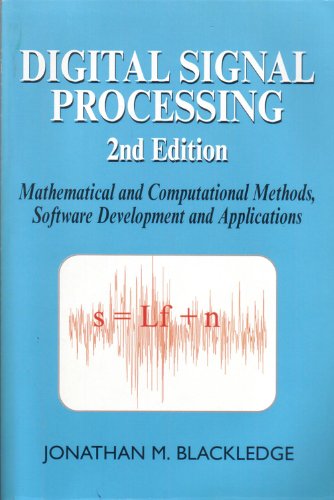 DIGITAL SIGNAL
PROCESSING
2nd Edition
Mathematical and Computational Methods,
Software Development and Applications
s = Lf + n
JONATHAN M. BLACKLEDGE